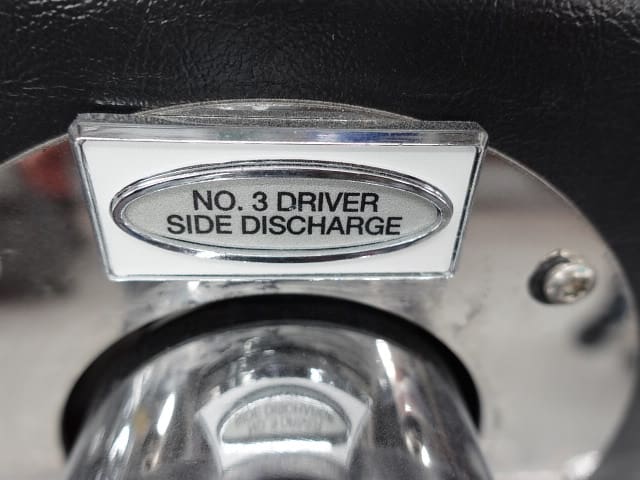 NO. 3 DRIVER
SIDE DISCHARGE